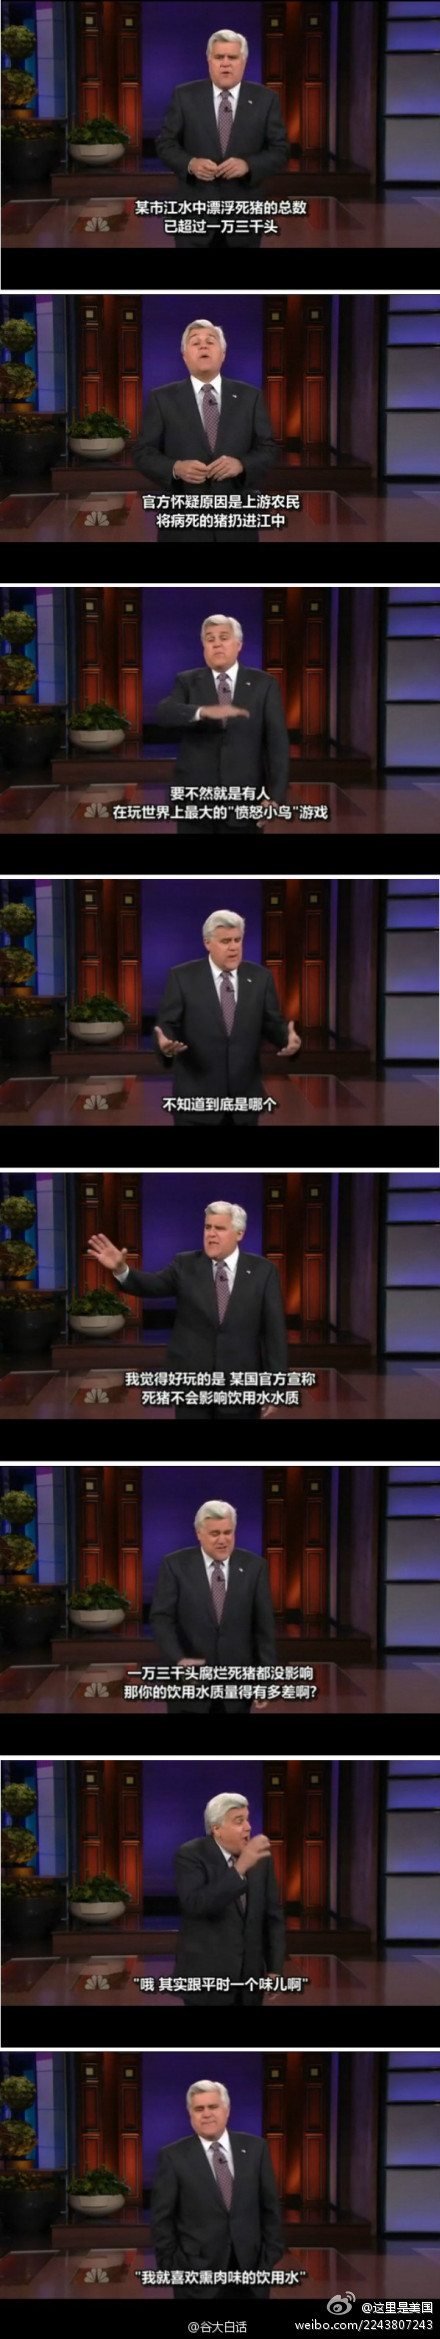 某市江水中漂浮死猪的总数
已超过一万三千头
官方怀疑原因是上游农民
将病死的猪扔进江中
要不然就是有人
在玩世界上最大的"愤怒小鸟"游戏
不知道到底是哪个
我觉得好玩的是 某国官方宣称
死猪不会影响饮用水水质
一万三千头腐烂死猪都没影响
那你的饮用水质量得有多差啊?
"哦 其实跟平时一个味儿啊"
"我就喜欢熏肉味的饮用水"
@谷大白话
@这里是美国
weibo.com/2243807243